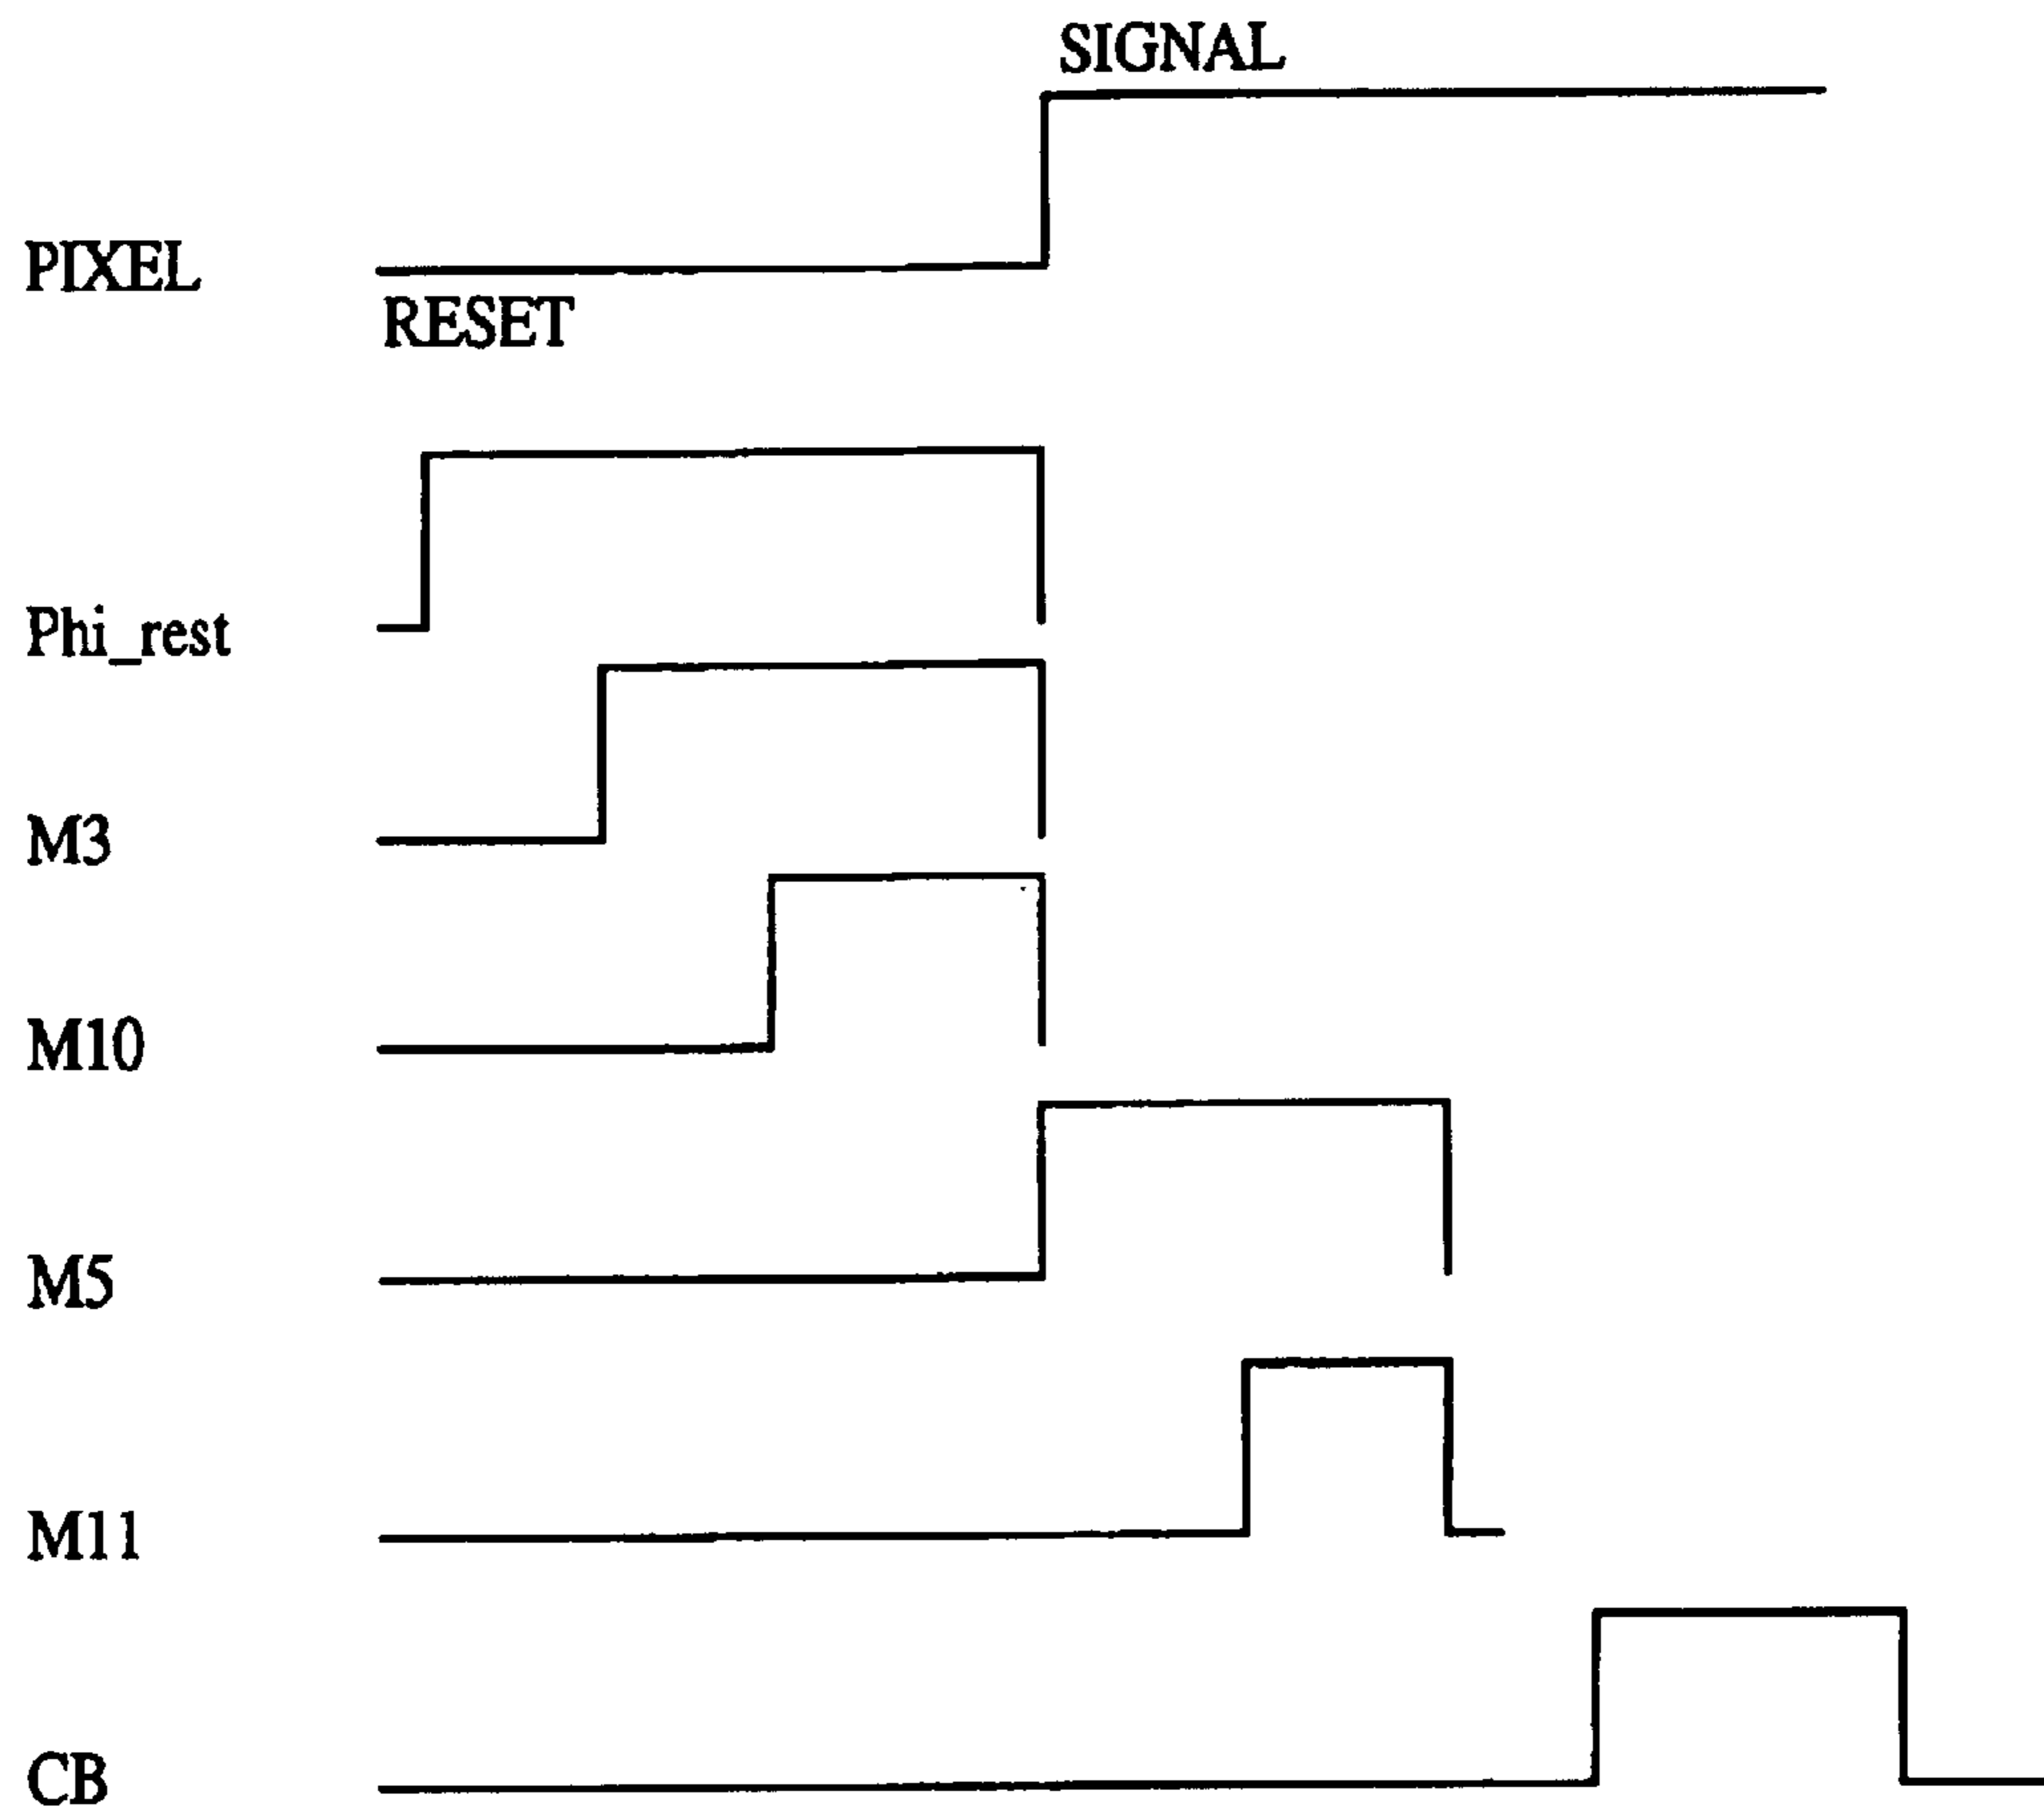 SIGNAL
PIXEL
RESET
Phi_rest
M3
M10
M5
M11
CB